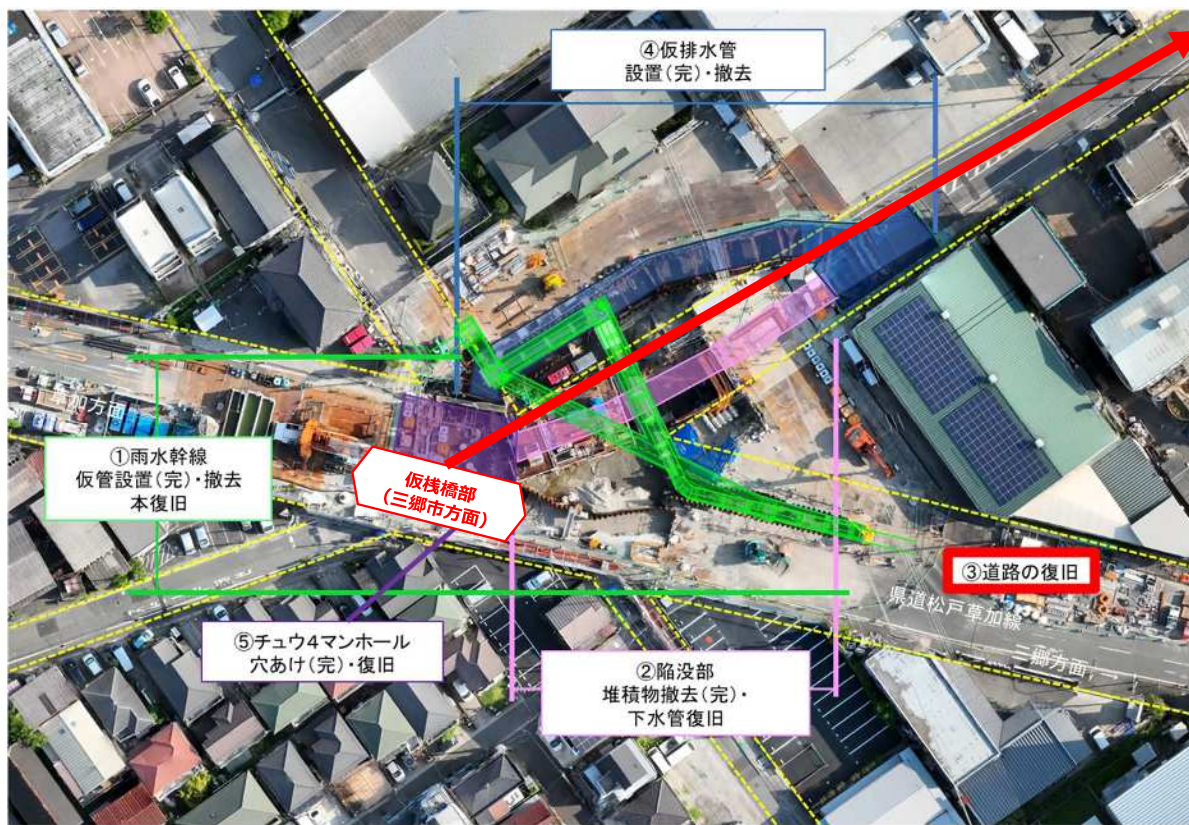 ④仮排水管
設置(完)・撤去
草加方面
①雨水幹線
仮管設置(完)・撤去
本復旧
仮桟橋部
(三郷市方面)
③道路の復旧
県道松戸草加線
三郷方面→
⑤チュウ4マンホール
穴あけ(完)・復旧
②陥没部
堆積物撤去(完)・
下水管復旧